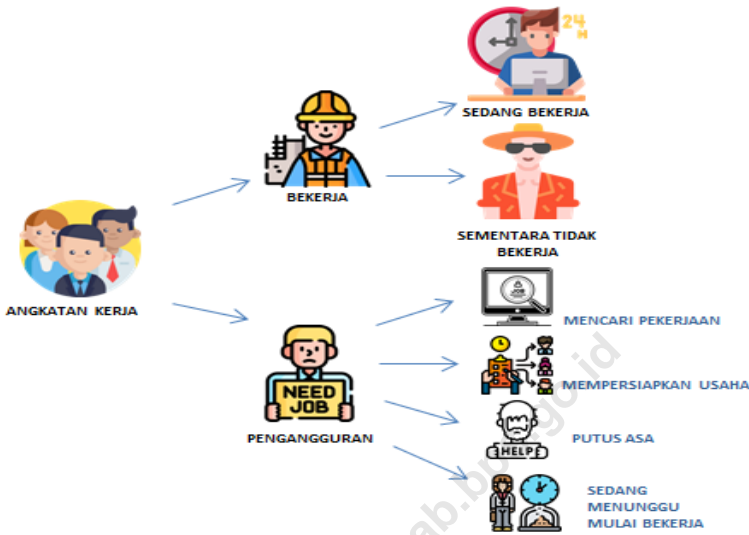 24
H
SEDANG BEKERJA
BEKERJA
SEMENTARA TIDAK
BEKERJA
ANGKATAN KERJA
JOB
MENCARI PEKERJAAN
NEED
JOB
MEMPERSIAPKAN USAHA
PENGANGGURAN
HELP
PUTUS ASA
SEDANG
MENUNGGU
MULAI BEKERJA